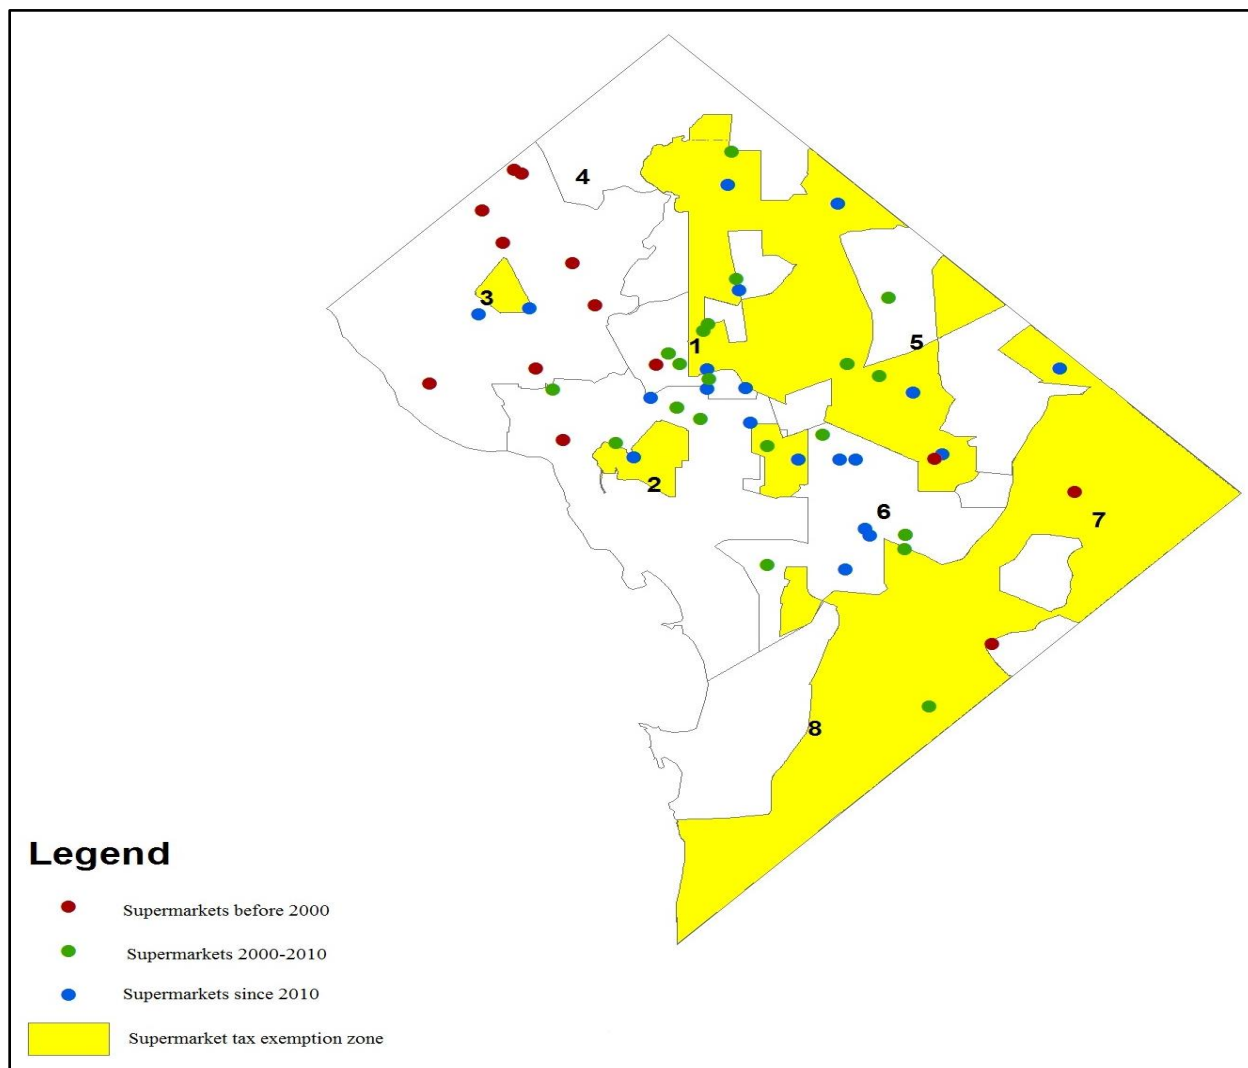 4
3
1
5
2
6
7
8
Legend
Supermarkets before 2000
Supermarkets 2000-2010
Supermarkets since 2010
Supermarket tax exemption zone